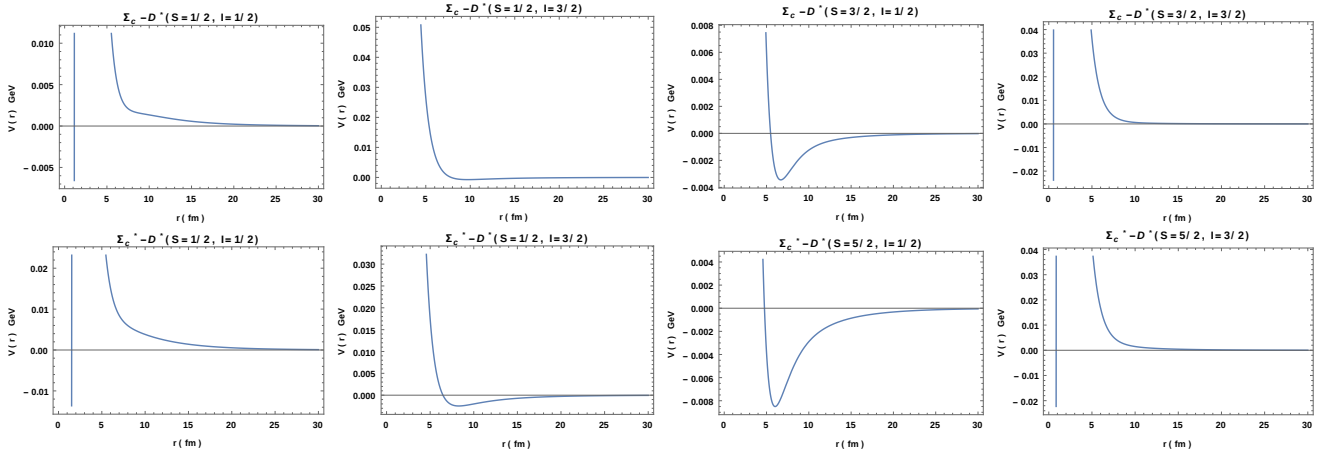 Σc – D * ( S = 1/2 , I = 1/2 )
0.010
0.005
0.000
– 0.005
V ( r ) GeV
0 5 10 15 20 25 30
r ( fm )
Σc – D * ( S = 1/2 , I = 3/2 )
0.05
0.04
0.03
0.02
0.01
0.00
V ( r ) GeV
0 5 10 15 20 25 30
r ( fm )
Σc – D * ( S = 3/2 , I = 1/2 )
0.008
0.006
0.004
0.002
0.000
– 0.002
– 0.004
V ( r ) GeV
0 5 10 15 20 25 30
r ( fm )
Σc – D * ( S = 3/2 , I = 3/2 )
0.04
0.03
0.02
0.01
0.00
– 0.01
– 0.02
V ( r ) GeV
0 5 10 15 20 25 30
r ( fm )
Σc * – D * ( S = 1/2 , I = 1/2 )
0.02
0.01
0.00
– 0.01
V ( r ) GeV
0 5 10 15 20 25 30
r ( fm )
Σc * – D * ( S = 1/2 , I = 3/2 )
0.030
0.025
0.020
0.015
0.010
0.005
0.000
V ( r ) GeV
0 5 10 15 20 25 30
r ( fm )
Σc * – D * ( S = 5/2 , I = 1/2 )
0.004
0.002
0.000
– 0.002
– 0.004
– 0.006
– 0.008
V ( r ) GeV
0 5 10 15 20 25 30
r ( fm )
Σc * – D * ( S = 5/2 , I = 3/2 )
0.04
0.03
0.02
0.01
0.00
– 0.01
– 0.02
V ( r ) GeV
0 5 10 15 20 25 30
r ( fm )